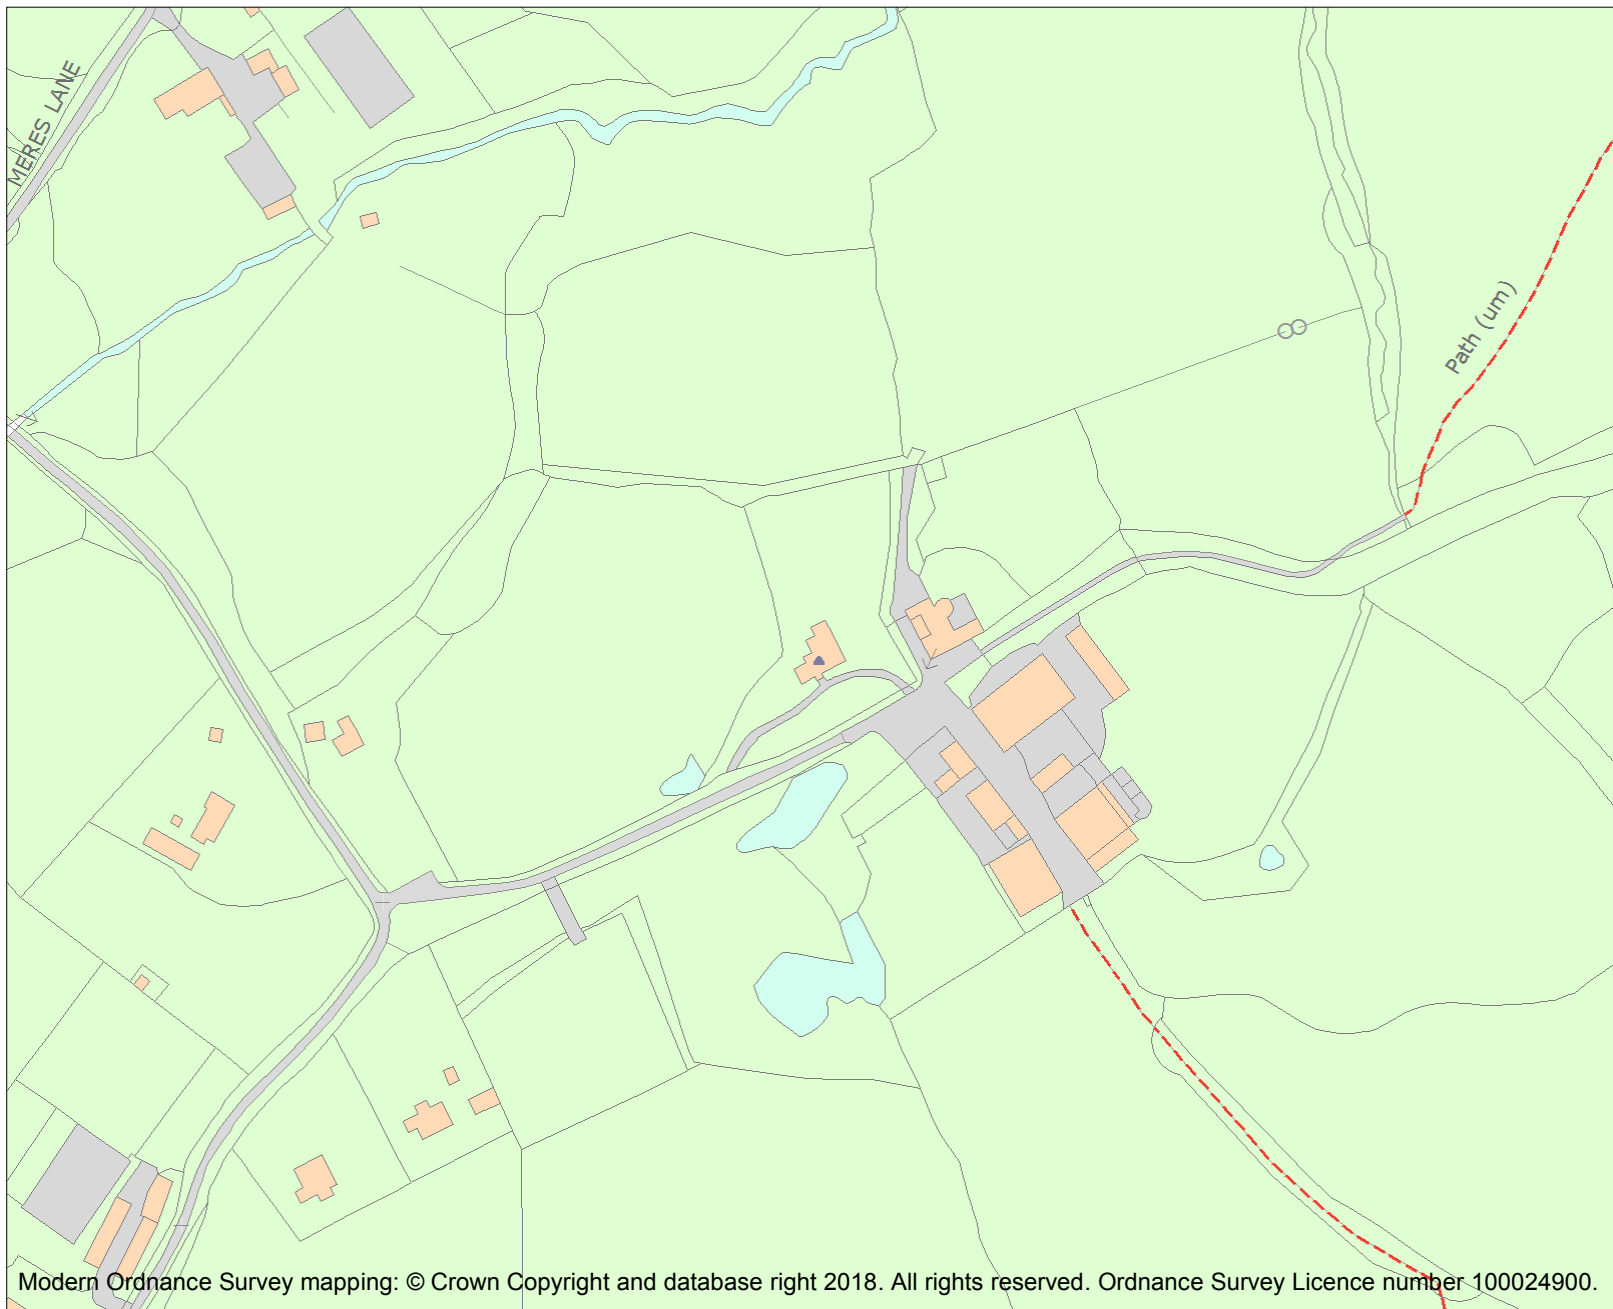 MERES LANE
Path (um)
Modern Ordnance Survey mapping: © Crown Copyright and database right 2018. All rights reserved. Ordnance Survey Licence number 100024900.